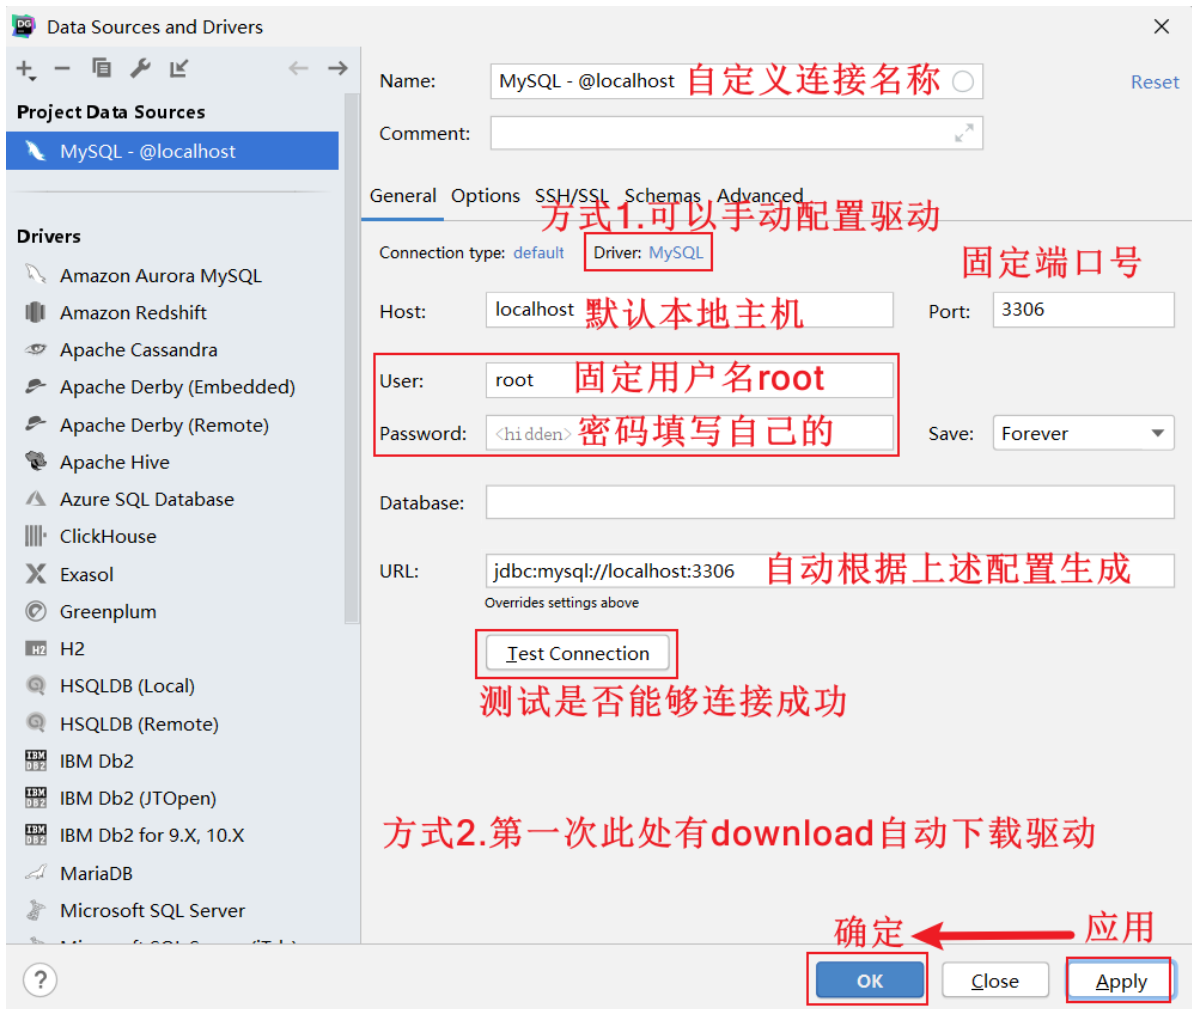 DG
Data Sources and Drivers
Project Data Sources
MySQL - @localhost
Drivers
Amazon Aurora MySQL
Amazon Redshift
Apache Cassandra
Apache Derby (Embedded)
Apache Derby (Remote)
Apache Hive
Azure SQL Database
ClickHouse
Exasol
Greenplum
H2 H2
HSQLDB (Local)
HSQLDB (Remote)
IBM DB2 IBM Db2
IBM DB2 IBM Db2 (JTOpen)
IBM DB2 IBM Db2 for 9.X, 10.X
MariaDB
Microsoft SQL Server
Name: MySQL - @localhost 自定义连接名称 Reset
Comment:
General Options SSH/SSL Schemas Advanced
方式1.可以手动配置驱动
Connection type: default Driver: MySQL 固定端口号
Host: localhost 默认本地主机 Port: 3306
User: root 固定用户名root
Password: <hidden> 密码填写自己的 Save: Forever
Database:
URL: jdbc:mysql://localhost:3306 自动根据上述配置生成
Overrides settings above
Test Connection
测试是否能够连接成功
方式2.第一次此处有download自动下载驱动
确定 应用
? OK Close Apply